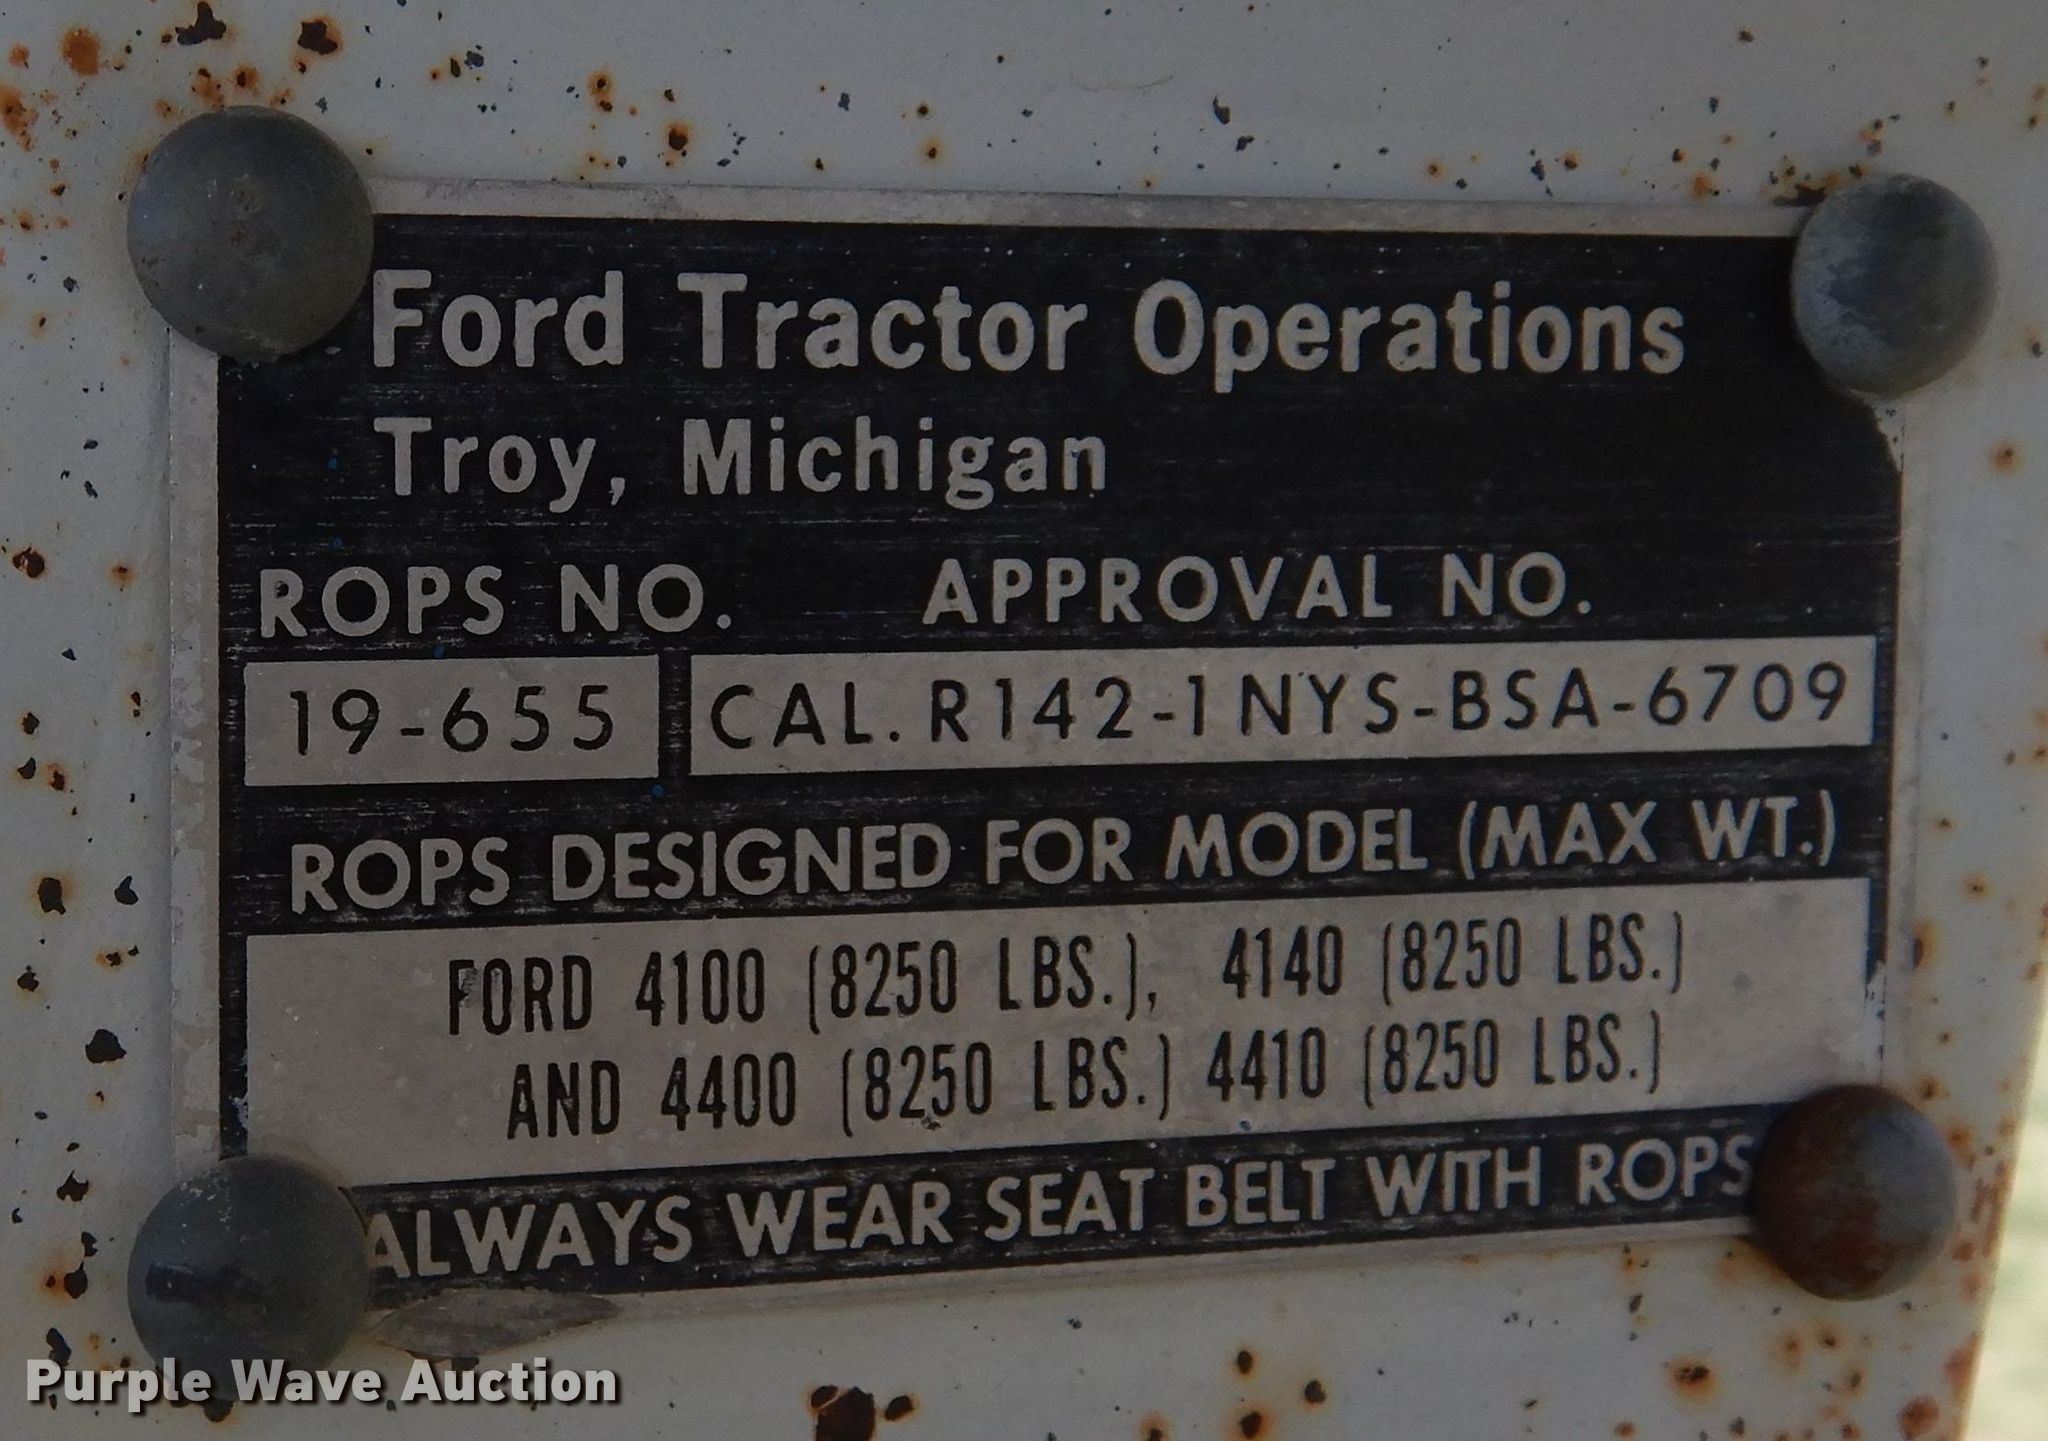 Ford Tractor Operations
Troy, Michigan
ROPS NO. APPROVAL NO.
19-655 CAL. R142-1 NYS-BSA-6709
ROPS DESIGNED FOR MODEL (MAX WT.)
FORD 4100 (8250 LBS.), 4140 (8250 LBS.)
AND 4400 (8250 LBS.) 4410 (8250 LBS.)
ALWAYS WEAR SEAT BELT WITH ROPS
Purple Wave Auction